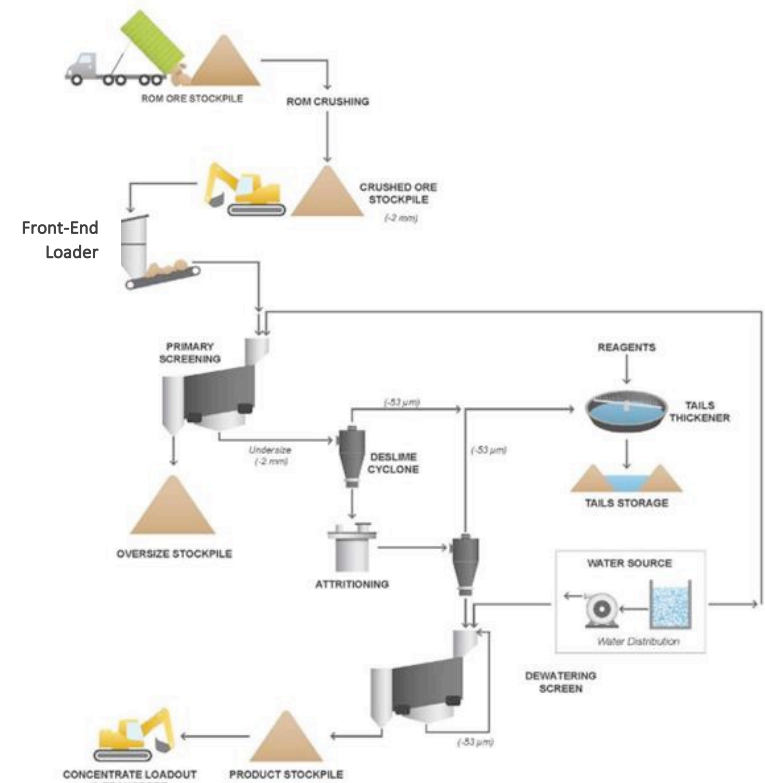 ROM ORE STOCKPILE
ROM CRUSHING
CRUSHED ORE
STOCKPILE
(-2 mm)
Front-End
Loader
PRIMARY
SCREENING
REAGENTS
TAILS
THICKENER
(-53 µm)
(-53 µm)
Undersize
(-2 mm)
DESLIME
CYCLONE
TAILS STORAGE
OVERSIZE STOCKPILE
ATTRITIONING
WATER SOURCE
Water Distribution
DEWATERING
SCREEN
(-53 µm)
CONCENTRATE LOADOUT
PRODUCT STOCKPILE